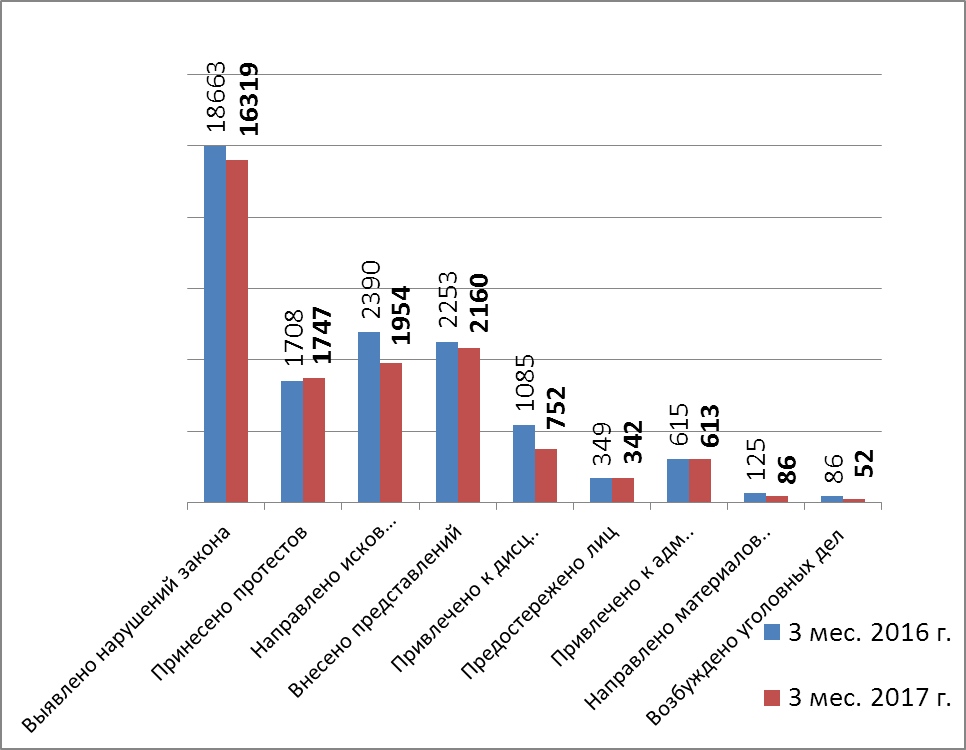 18663
16319
1708
1747
2390
1954
2253
2160
1085
752
349
342
615
613
125
86
86
52
Выявлено нарушений закона
Принесено протестов
Направлено исков...
Внесено представлений
Привлечено к дисц..
Предостережено лиц
Привлечено к адм..
Направлено материалов..
Возбуждено уголовных дел
3 мес. 2016 г.
3 мес. 2017 г.